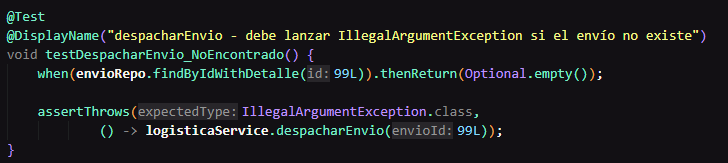 @Test
@DisplayName("despacharEnvio - debe lanzar IllegalArgumentException si el envío no existe")
void testDespacharEnvio_NoEncontrado() {
    when(envioRepo.findByIdWithDetalle(id: 99L)).thenReturn(Optional.empty());

    assertThrows(expectedType: IllegalArgumentException.class,
            () -> logisticaService.despacharEnvio(envioId: 99L));
}